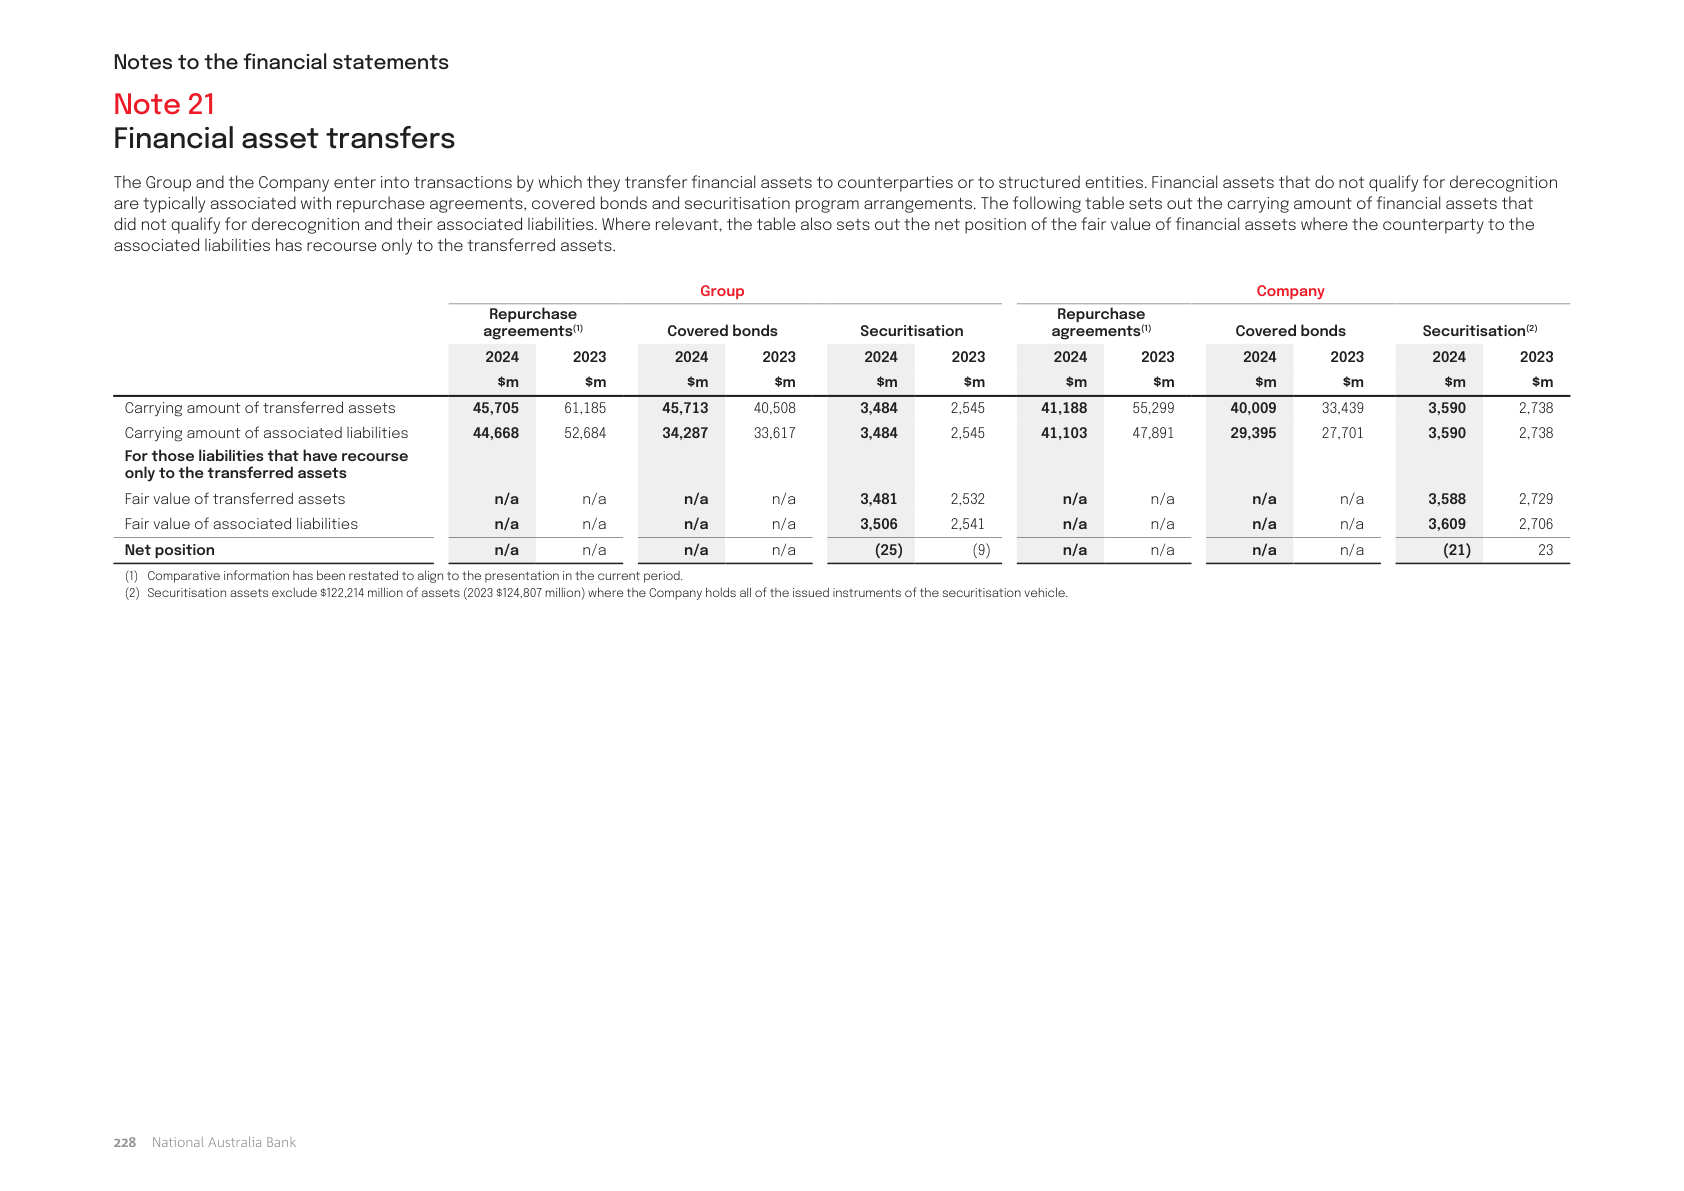 Notes to the financial statements
Note 21
Financial asset transfers
The Group and the Company enter into transactions by which they transfer financial assets to counterparties or to structured entities. Financial assets that do not qualify for derecognition
are typically associated with repurchase agreements, covered bonds and securitisation program arrangements. The following table sets out the carrying amount of financial assets that
did not qualify for derecognition and their associated liabilities. Where relevant, the table also sets out the net position of the fair value of financial assets where the counterparty to the
associated liabilities has recourse only to the transferred assets.
Group Company
Repurchase agreements(1) Covered bonds Securitisation Repurchase agreements(1) Covered bonds Securitisation(2)
2024 2023 2024 2023 2024 2023 2024 2023 2024 2023 2024 2023
$m $m $m $m $m $m $m $m $m $m $m $m
Carrying amount of transferred assets 45,705 61,185 45,713 40,508 3,484 2,545 41,188 55,299 40,009 33,439 3,590 2,738
Carrying amount of associated liabilities 44,668 52,684 34,287 33,617 3,484 2,545 41,103 47,891 29,395 27,701 3,590 2,738
For those liabilities that have recourse
only to the transferred assets
Fair value of transferred assets n/a n/a n/a n/a 3,481 2,532 n/a n/a n/a n/a 3,588 2,729
Fair value of associated liabilities n/a n/a n/a n/a 3,506 2,541 n/a n/a n/a n/a 3,609 2,706
Net position n/a n/a n/a n/a (25) (9) n/a n/a n/a n/a (21) 23
(1) Comparative information has been restated to align to the presentation in the current period.
(2) Securitisation assets exclude $122,214 million of assets (2023 $124,807 million) where the Company holds all of the issued instruments of the securitisation vehicle.
228 National Australia Bank